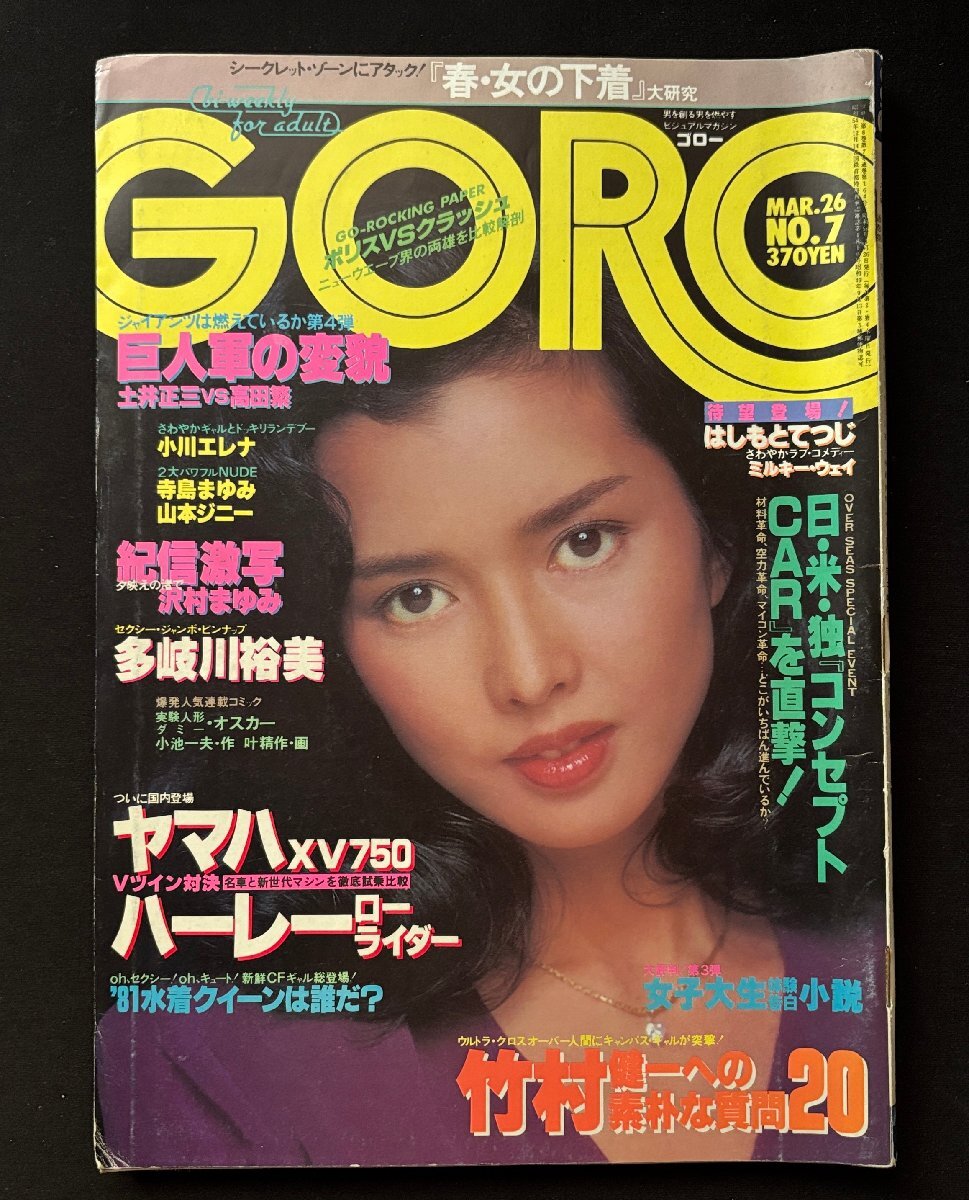 シークレット・ゾーンにアタック!『春・女の下着』大研究
bi weekly
for adult
男を創る男を燃やす
ビジュアルマガジン
ゴロー
GORO
GO-ROCKING PAPER
ポリスVSクラッシュ
ニューウエーブ界の両雄を比較解剖
MAR.26
NO.7
370YEN
ジャイアンツは燃えているか第4弾
巨人軍の変貌
土井正三VS高田繁
さわやかギャルとドッキリランデブー
小川エレナ
2大パワフルNUDE
寺島まゆみ
山本ジニー
紀信激写
夕映えの渚で
沢村まゆみ
セクシー・ジャンボ・ピンナップ
多岐川裕美
爆発人気連載コミック
実験人形
ダミー・オスカー
小池一夫・作 叶精作・画
待望登場!
はしもとてつじ
さわやかラブ・コメディー
ミルキー・ウェイ
OVER SEAS SPECIAL EVENT
日・米・独『コンセプト
CAR』を直撃!
材料革命、空力革命、マイコン革命…どこがいちばん進んでいるか?
ついに国内登場
ヤマハXV750
Vツイン対決 名車と新世代マシンを徹底試乗比較
ハーレーローライダー
oh、セクシー!oh、キュート! 新鮮CFギャル総登場!
'81水着クイーンは誰だ?
第3弾
女子大生体験小説
ウルトラ・クロスオーバー人間にキャンパス・ギャルが突撃!
竹村健一への
素朴な質問20